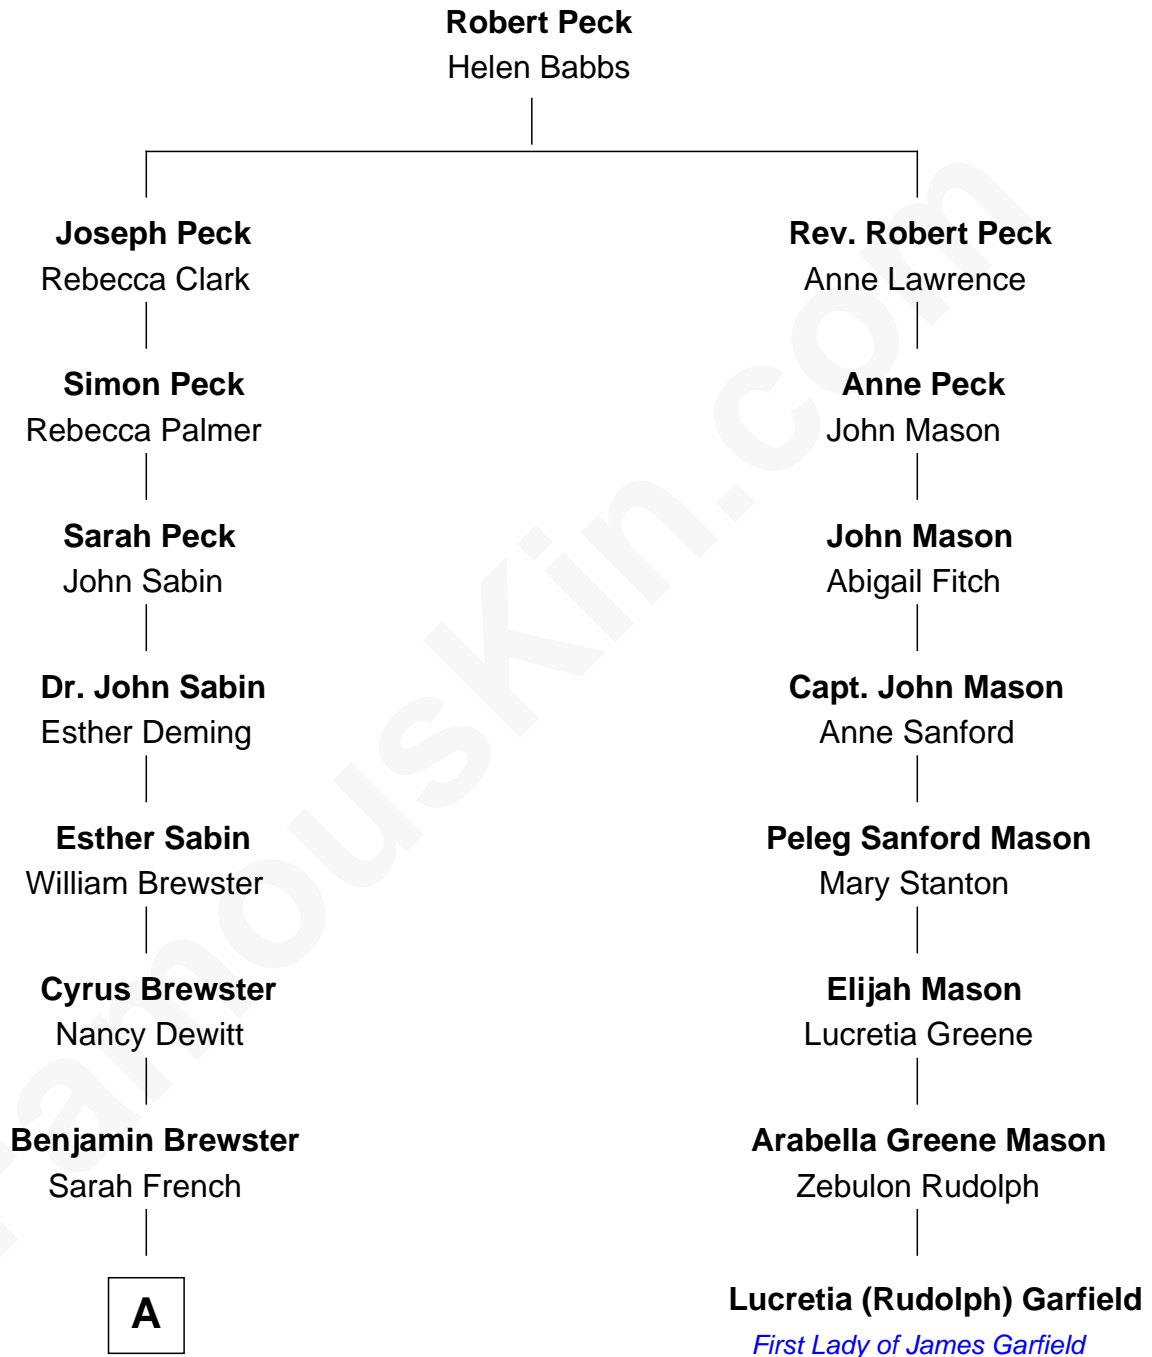 Robert Peck
Helen Babbs
Joseph Peck
Rebecca Clark
Rev. Robert Peck
Anne Lawrence
Simon Peck
Rebecca Palmer
Anne Peck
John Mason
Sarah Peck
John Sabin
John Mason
Abigail Fitch
Dr. John Sabin
Esther Deming
Capt. John Mason
Anne Sanford
Esther Sabin
William Brewster
Peleg Sanford Mason
Mary Stanton
Cyrus Brewster
Nancy Dewitt
Elijah Mason
Lucretia Greene
Benjamin Brewster
Sarah French
Arabella Greene Mason
Zebulon Rudolph
A
Lucretia (Rudolph) Garfield
First Lady of James Garfield
FamousKin.com